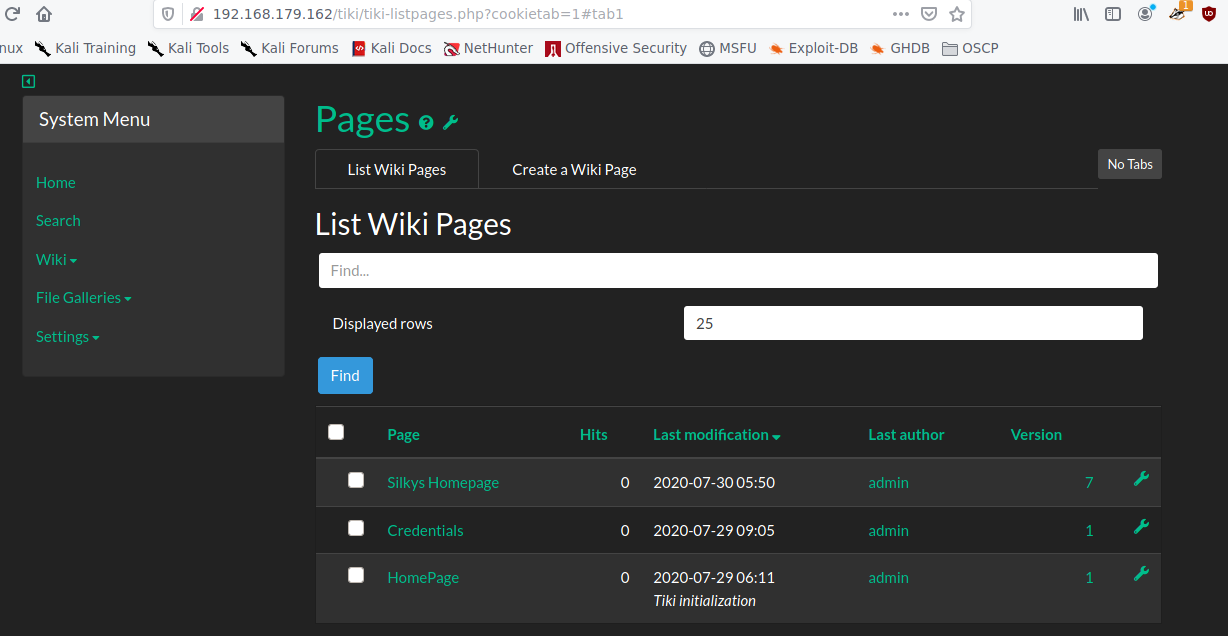 192.168.179.162/tiki/tiki-listpages.php?cookietab=1#tab1
1
nux Kali Training Kali Tools Kali Forums Kali Docs NetHunter Offensive Security MSFU Exploit-DB GHDB OSCP
System Menu
Home
Search
Wiki
File Galleries
Settings
Pages
List Wiki Pages Create a Wiki Page No Tabs
List Wiki Pages
Find...
Displayed rows 25
Find
Page Hits Last modification Last author Version
Silkys Homepage 0 2020-07-30 05:50 admin 7
Credentials 0 2020-07-29 09:05 admin 1
HomePage 0 2020-07-29 06:11 admin 1
Tiki initialization